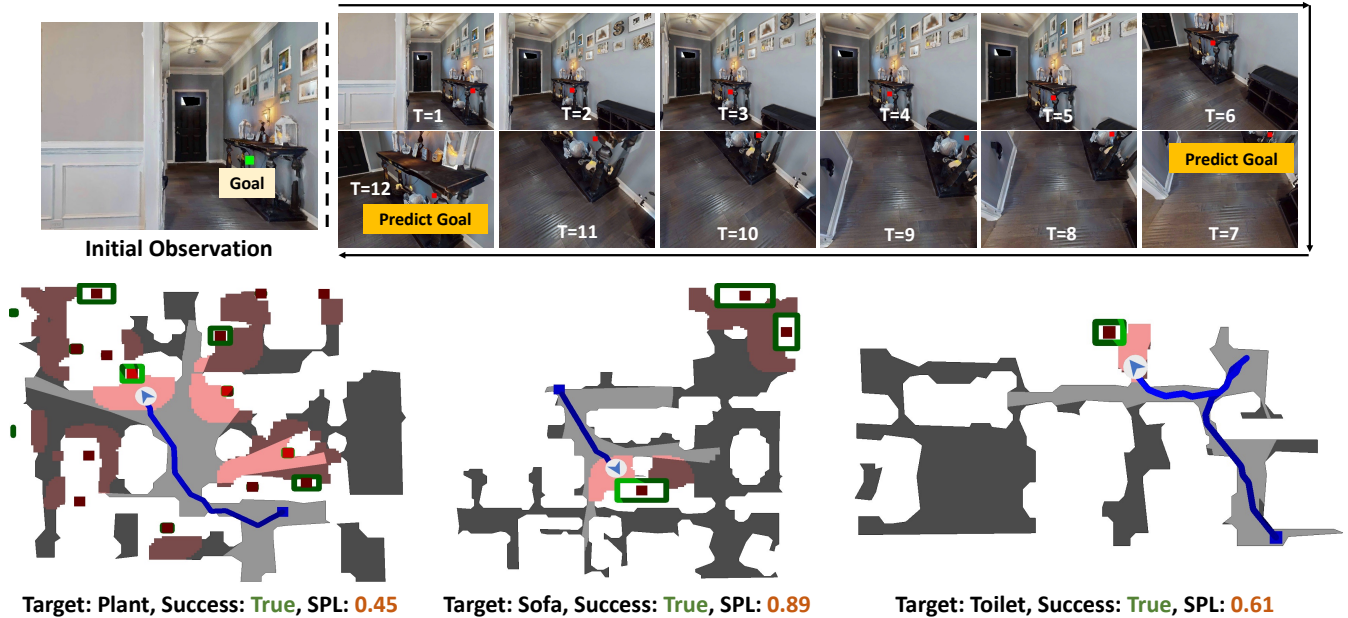 Goal
Initial Observation
T=1
T=2
T=3
T=4
T=5
T=6
T=12
Predict Goal
T=11
T=10
T=9
T=8
Predict Goal
T=7
Target: Plant, Success: True, SPL: 0.45
Target: Sofa, Success: True, SPL: 0.89
Target: Toilet, Success: True, SPL: 0.61